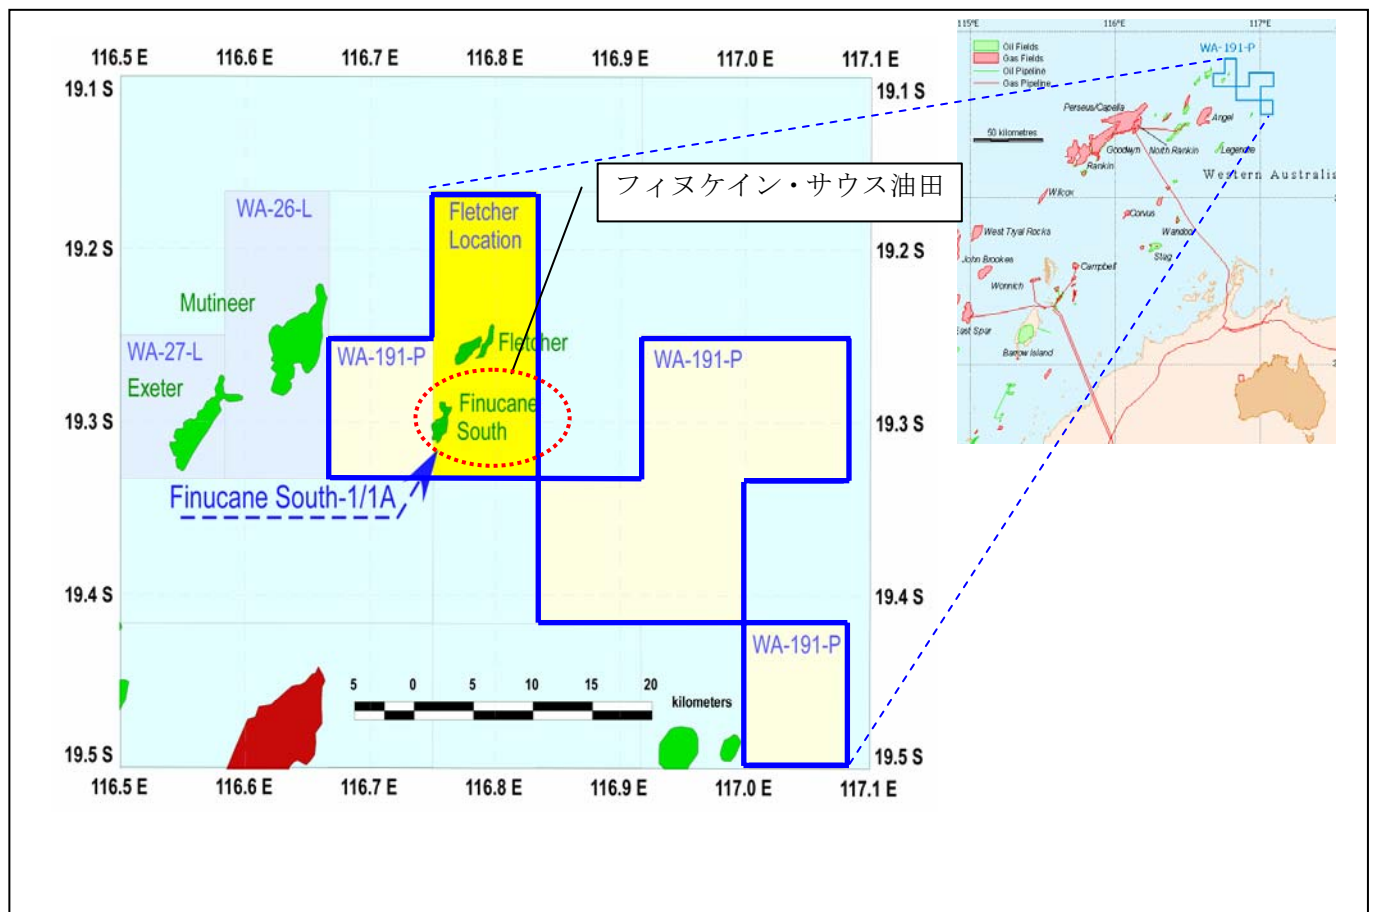 116.5 E 116.6 E 116.7 E 116.8 E 116.9 E 117.0 E 117.1 E
19.1 S 19.1 S
フィヌケイン・サウス油田
WA-26-L
Fletcher
Location
19.2 S 19.2 S
Mutineer
WA-27-L
Exeter
WA-191-P
Fletcher
WA-191-P
Finucane
South
19.3 S 19.3 S
Finucane South-1/1A
19.4 S 19.4 S
WA-191-P
5 0 5 10 15 20
kilometers
19.5 S 19.5 S
116.5 E 116.6 E 116.7 E 116.8 E 116.9 E 117.0 E 117.1 E
115°E 116°E 117°E
Oil Fields
Gas Fields
Oil Pipeline
Gas Pipeline
WA-191-P
Perseus/Capella
Angel
50 kilometres
Goodwyn
North Rankin
Legendre
Rankin
Western Australia
Wilcox
Corvus
West Tryal Rocks
Wandoo
Stag
John Brookes
Campbell
Wonnich
East Spar
Barrow Island